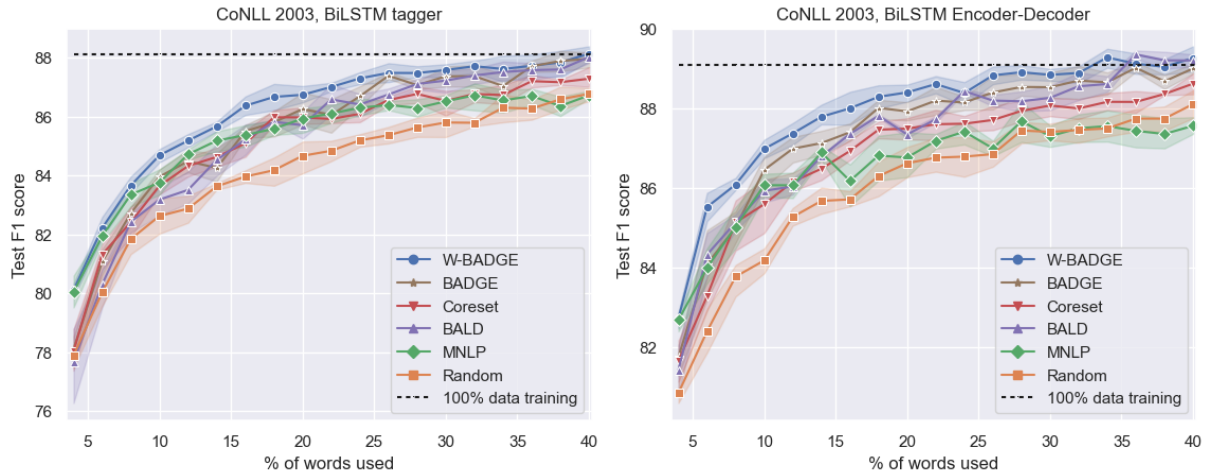 CoNLL 2003, BiLSTM tagger
88
86
84
82
80
78
76
Test F1 score
5
10
15
20
25
30
35
40
% of words used
W-BADGE
BADGE
Coreset
BALD
MNLP
Random
100% data training
CoNLL 2003, BiLSTM Encoder-Decoder
90
88
86
84
82
Test F1 score
5
10
15
20
25
30
35
40
% of words used
W-BADGE
BADGE
Coreset
BALD
MNLP
Random
100% data training